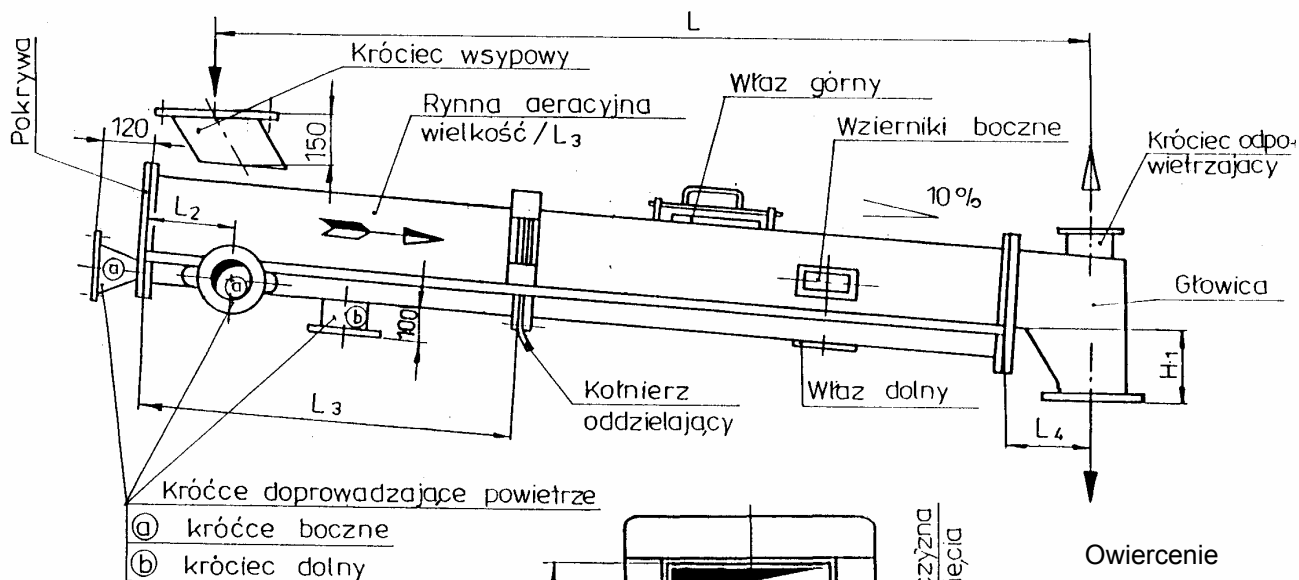 L
Pokrywa
Króciec wsypowy
120
150
Rynna aeracyjna
wielkość/L3
Właz górny
Wzierniki boczne
Króciec odpo-
wietrzajacy
10%
L2
a
a
b
100
Głowica
H1
L3
Kołnierz
oddzielający
Właz dolny
L4
Króćce doprowadzające powietrze
a króćce boczne
b króciec dolny
Owiercenie